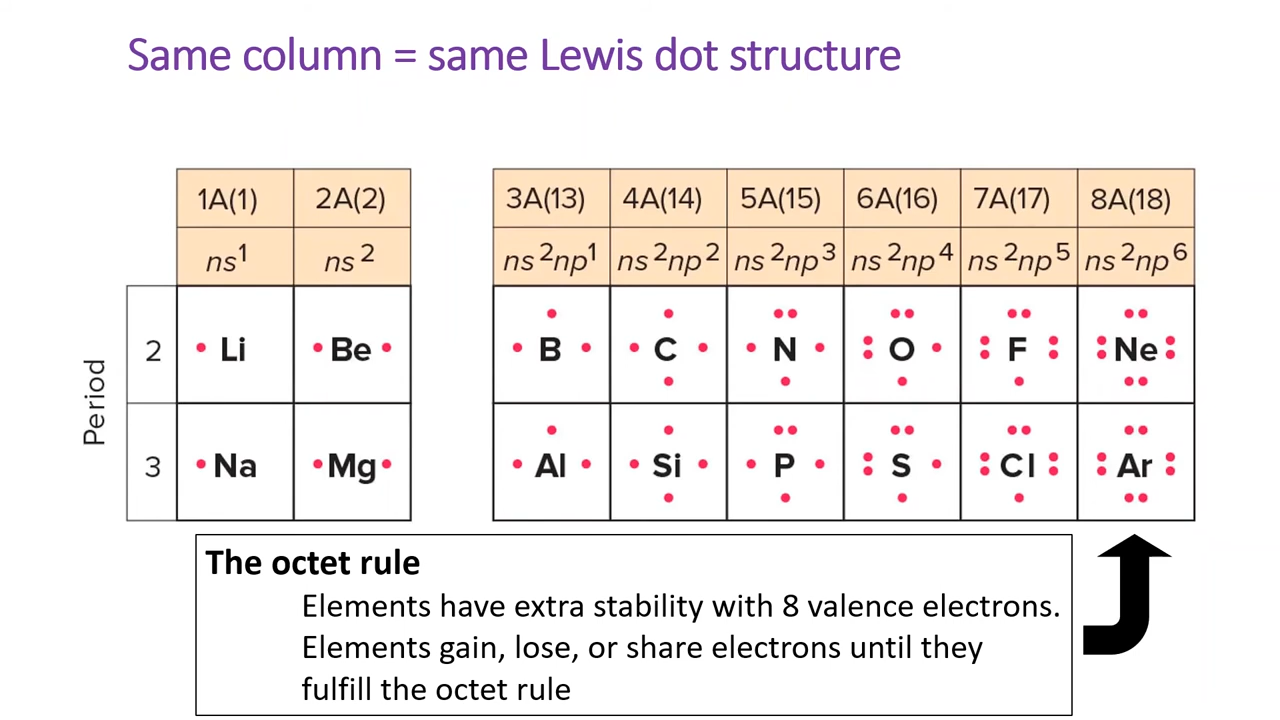 Same column = same Lewis dot structure
1A(1) 2A(2) 3A(13) 4A(14) 5A(15) 6A(16) 7A(17) 8A(18)
ns¹ ns² ns²np¹ ns²np² ns²np³ ns²np⁴ ns²np⁵ ns²np⁶
Period
2 Li Be B C N O F Ne
3 Na Mg Al Si P S Cl Ar
The octet rule
Elements have extra stability with 8 valence electrons.
Elements gain, lose, or share electrons until they
fulfill the octet rule